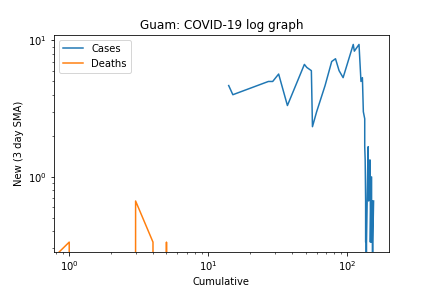 Guam: COVID-19 log graph
Cases
Deaths
10¹
10⁰
New (3 day SMA)
10⁰
10¹
10²
Cumulative